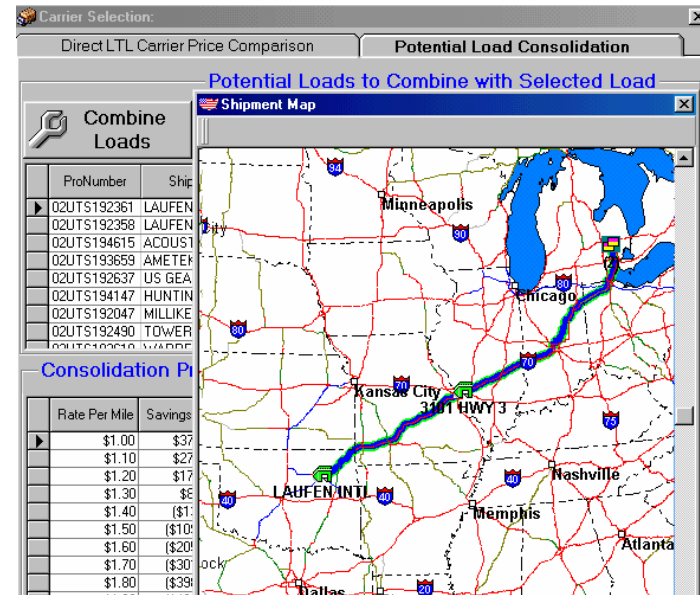 Carrier Selection:
Direct LTL Carrier Price Comparison
Potential Load Consolidation
Potential Loads to Combine with Selected Load
Combine
Loads
Shipment Map
ProNumber Ship
02UTS192361 LAUFEN
02UTS192358 LAUFEN
02UTS194615 ACOUST
02UTS193659 AMETEK
02UTS192637 US GEA
02UTS194147 HUNTIN
02UTS192047 MILLIKE
02UTS192490 TOWER
Consolidation Pr
Rate Per Mile Savings
$1.00 $37
$1.10 $27
$1.20 $17
$1.30 $8
$1.40 ($1
$1.50 ($10
$1.60 ($20
$1.70 ($30
$1.80 ($39
94
Minneapolis
90
80
Chicago
80
70
Kansas City
70
3101 HWY 3
75
LAUFEN INTL
40
40
40
Nashville
Memphis
Atlanta
Dallas
20